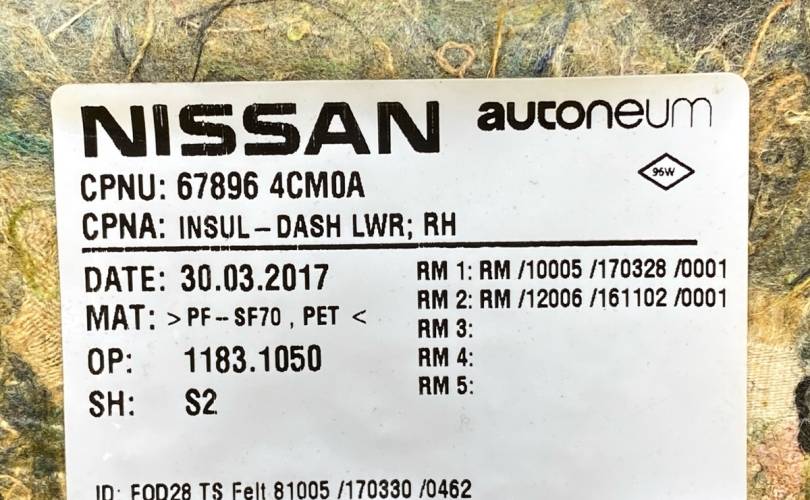 NISSAN autoneum
96W
CPNU: 67896 4CM0A
CPNA: INSUL-DASH LWR; RH
DATE: 30.03.2017
MAT: >PF-SF70 , PET <
OP: 1183.1050
SH: S2
RM 1: RM /10005 /170328 /0001
RM 2: RM /12006 /161102 /0001
RM 3:
RM 4:
RM 5:
ID: FOD28 TS Felt 81005 /170330 /0462